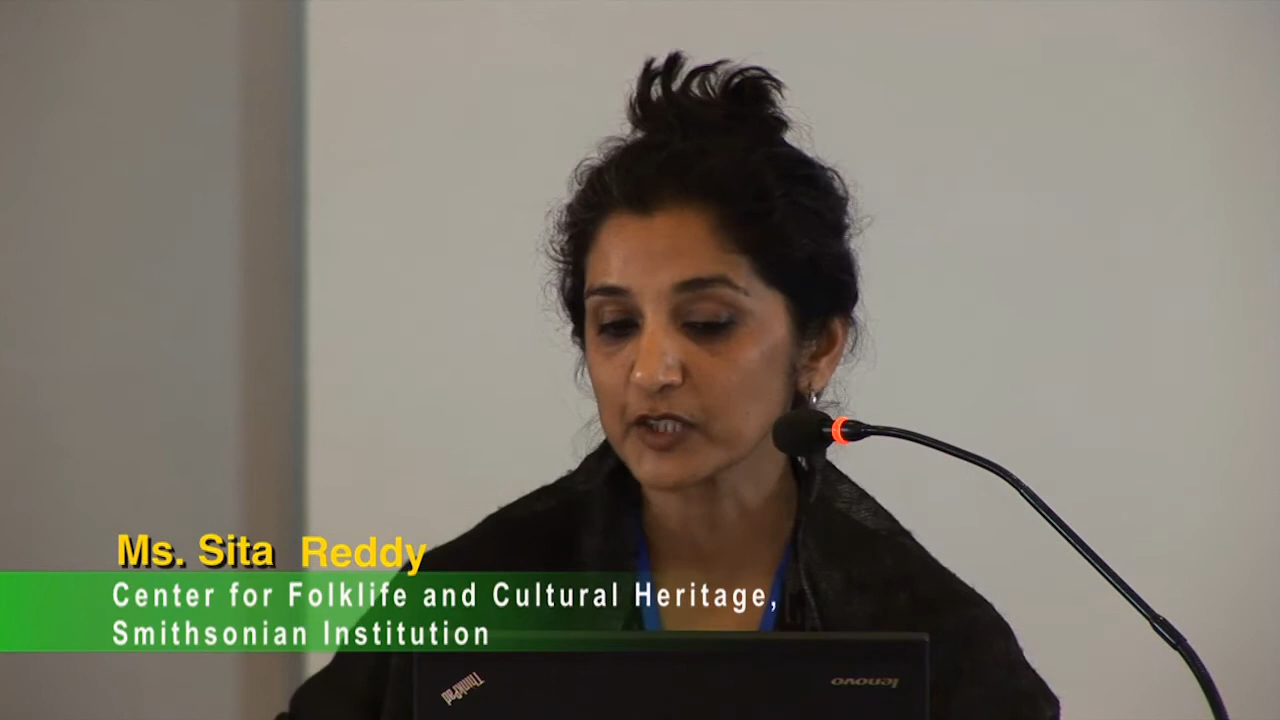 Ms. Sita Reddy
Center for Folklife and Cultural Heritage,
Smithsonian Institution
ThinkPad
lenovo